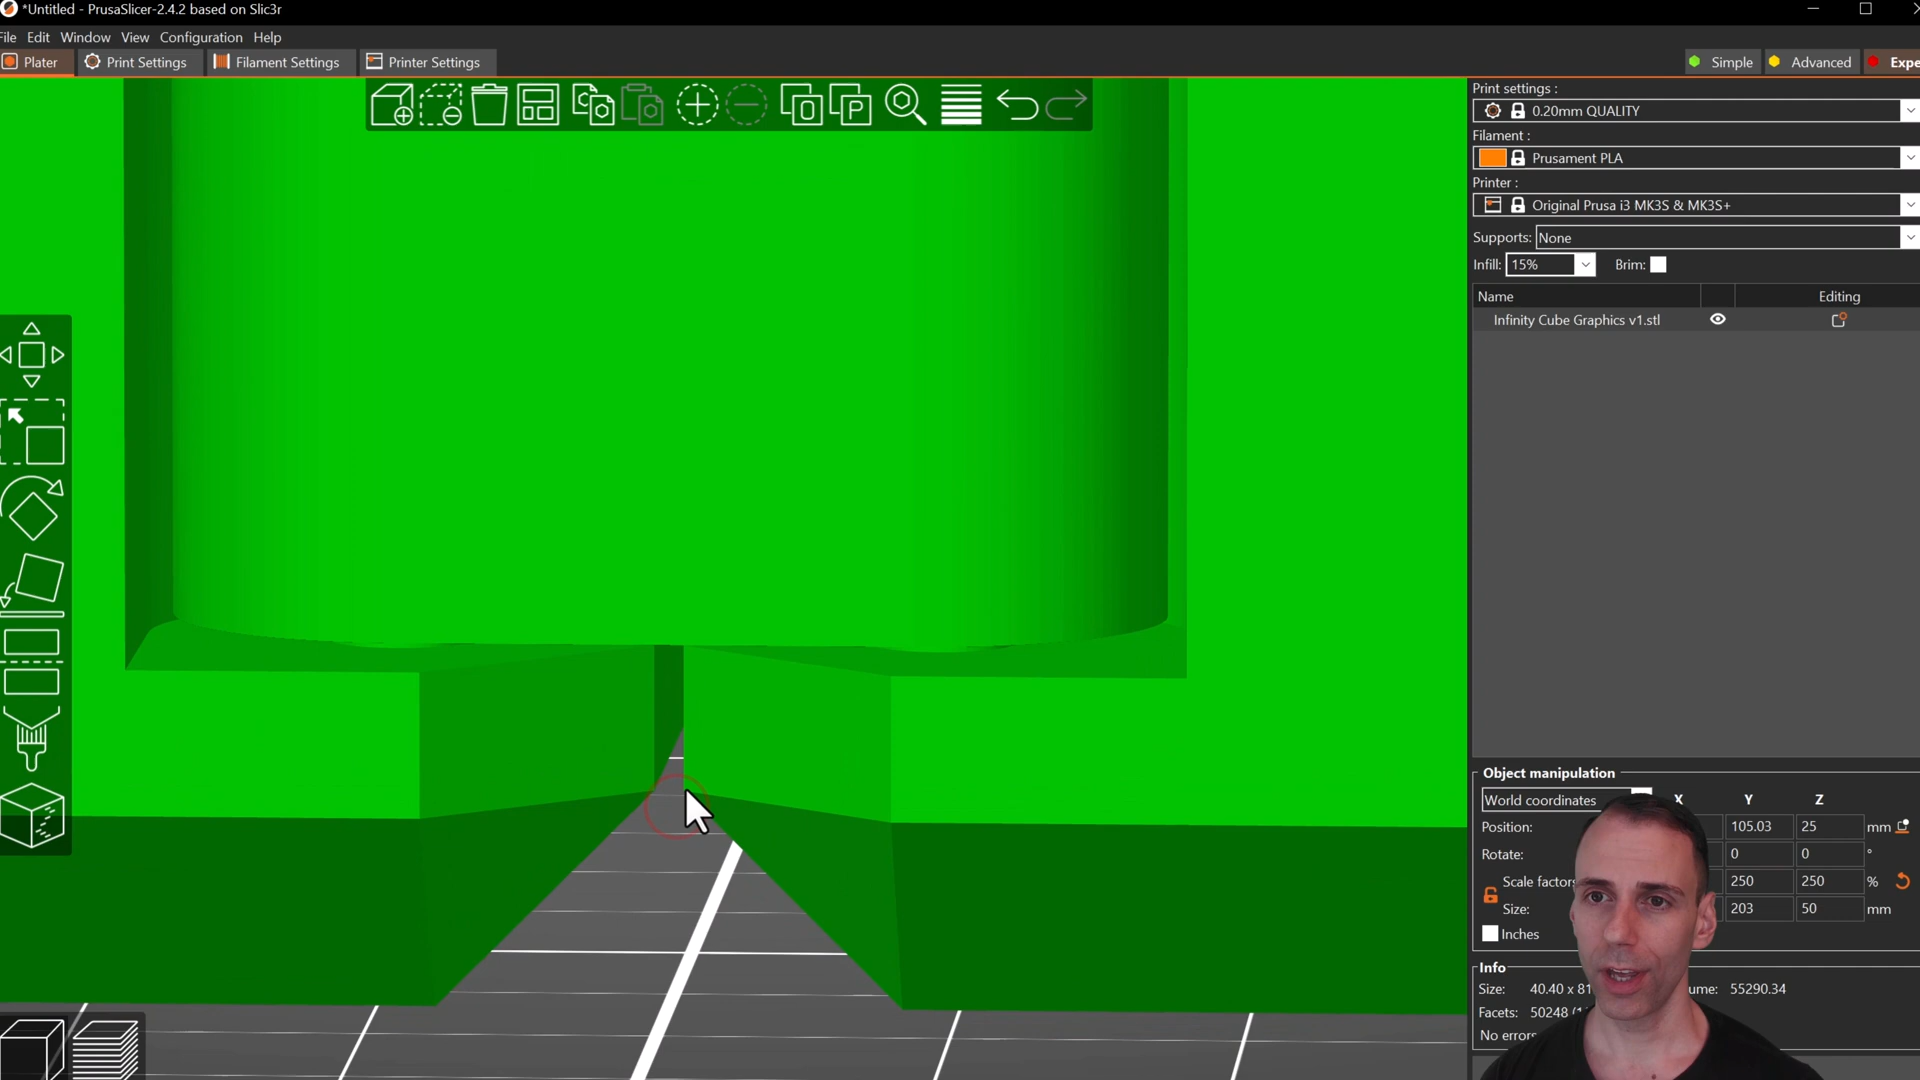 *Untitled - PrusaSlicer-2.4.2 based on Slic3r
File Edit Window View Configuration Help
Plater Print Settings Filament Settings Printer Settings Simple Advanced Expe
Print settings :
0.20mm QUALITY
Filament :
Prusament PLA
Printer :
Original Prusa i3 MK3S & MK3S+
Supports: None
Infill: 15% Brim:
Name Editing
Infinity Cube Graphics v1.stl
Object manipulation
World coordinates X Y Z
Position: 105.03 25 mm
Rotate: 0 0 °
Scale factors 250 250 %
Size: 203 50 mm
Inches
Info
Size: 40.40 x 81 ume: 55290.34
Facets: 50248 (1
No errors